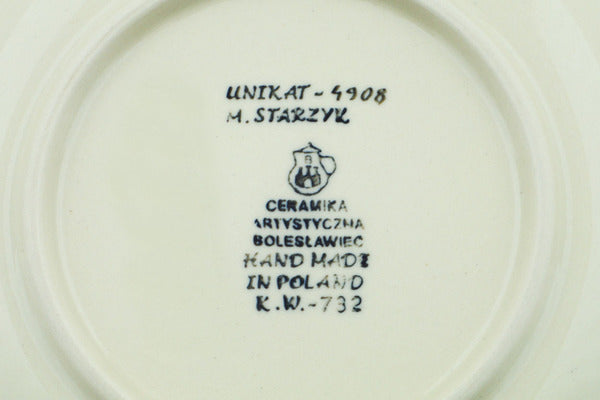 UNIKAT - 4908
M. STARZYK
CERAMIKA
ARTYSTYCZNA
BOLESŁAWIEC
HAND MADE
IN POLAND
K.W.-732